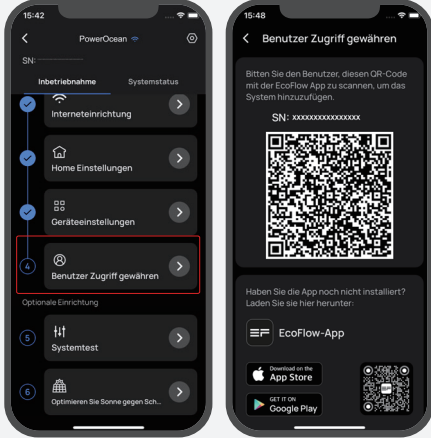 15:42
PowerOcean
SN:
Inbetriebnahme
Systemstatus
Interneteinrichtung
Home Einstellungen
Geräteeinstellungen
4
Benutzer Zugriff gewähren
Optionale Einrichtung
5
Systemtest
6
Optimieren Sie Sonne gegen Sch...
15:48
Benutzer Zugriff gewähren
Bitten Sie den Benutzer, diesen QR-Code
mit der EcoFlow App zu scannen, um das
System hinzuzufügen.
SN: xxxxxxxxxxxxxxxx
Haben Sie die App noch nicht installiert?
Laden Sie sie hier herunter:
EcoFlow-App
Download on the
App Store
GET IT ON
Google Play